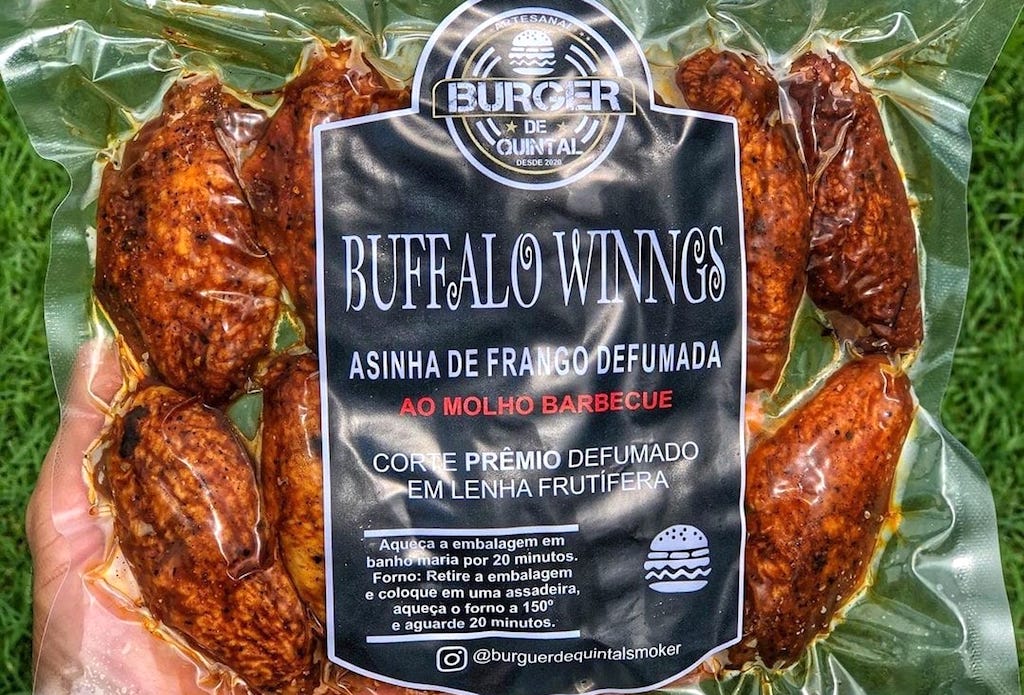 ARTESANAL
BURGER
DE
QUINTAL
DESDE 2020
BUFFALO WINNGS
ASINHA DE FRANGO DEFUMADA
AO MOLHO BARBECUE
CORTE PRÊMIO DEFUMADO
EM LENHA FRUTÍFERA
Aqueça a embalagem em
banho maria por 20 minutos.
Forno: Retire a embalagem
e coloque em uma assadeira,
aqueça o forno a 150º
e aguarde 20 minutos.
@burguerdequintalsmoker